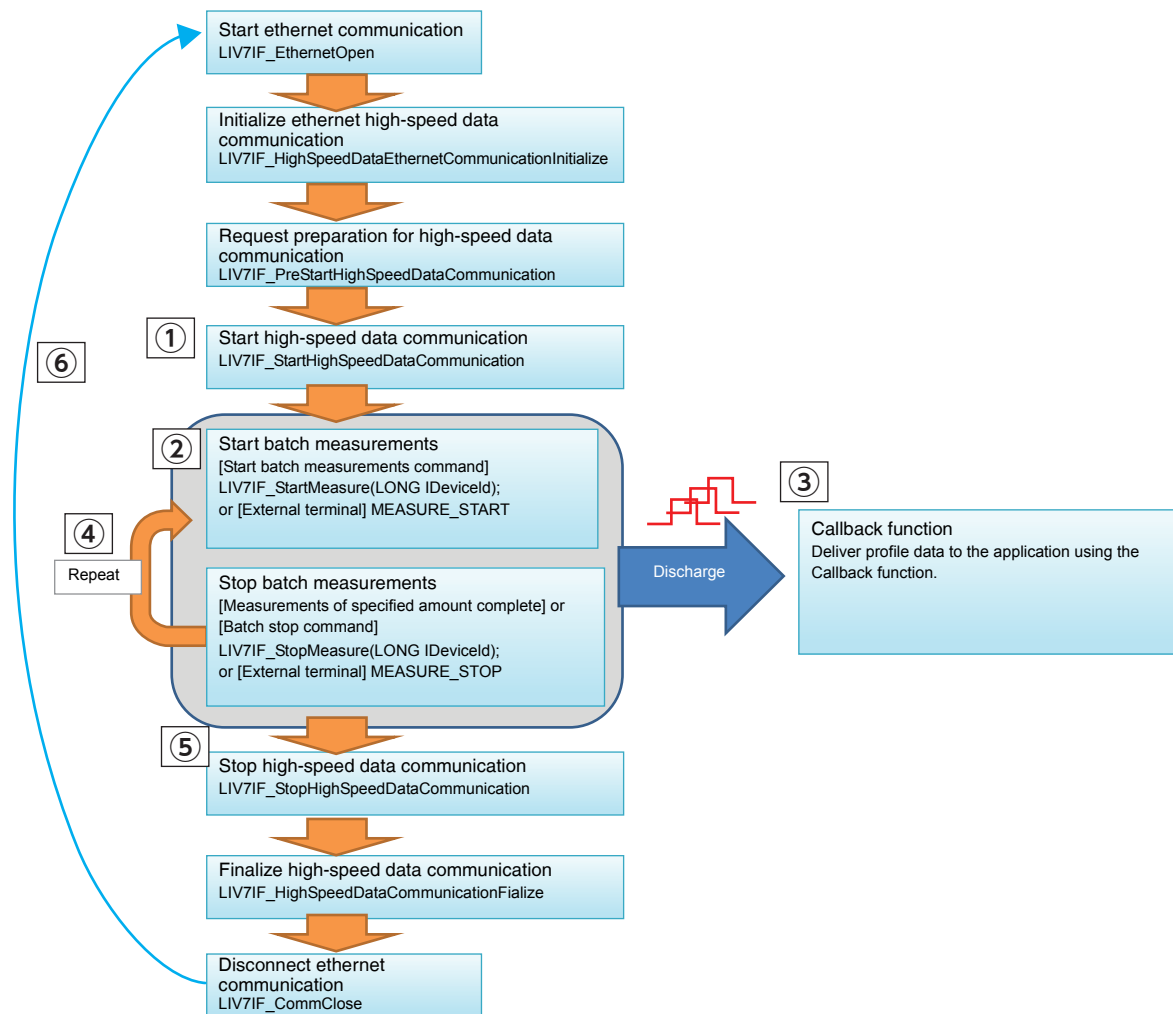 Start ethernet communication
LIV7IF_EthernetOpen
Initialize ethernet high-speed data
communication
LIV7IF_HighSpeedDataEthernetCommunicationInitialize
Request preparation for high-speed data
communication
LIV7IF_PreStartHighSpeedDataCommunication
①
Start high-speed data communication
LIV7IF_StartHighSpeedDataCommunication
⑥
②
Start batch measurements
[Start batch measurements command]
LIV7IF_StartMeasure(LONG IDeviceId);
or [External terminal] MEASURE_START
③
Callback function
Deliver profile data to the application using the
Callback function.
④
Repeat
Discharge
Stop batch measurements
[Measurements of specified amount complete] or
[Batch stop command]
LIV7IF_StopMeasure(LONG IDeviceId);
or [External terminal] MEASURE_STOP
⑤
Stop high-speed data communication
LIV7IF_StopHighSpeedDataCommunication
Finalize high-speed data communication
LIV7IF_HighSpeedDataCommunicationFialize
Disconnect ethernet
communication
LIV7IF_CommClose